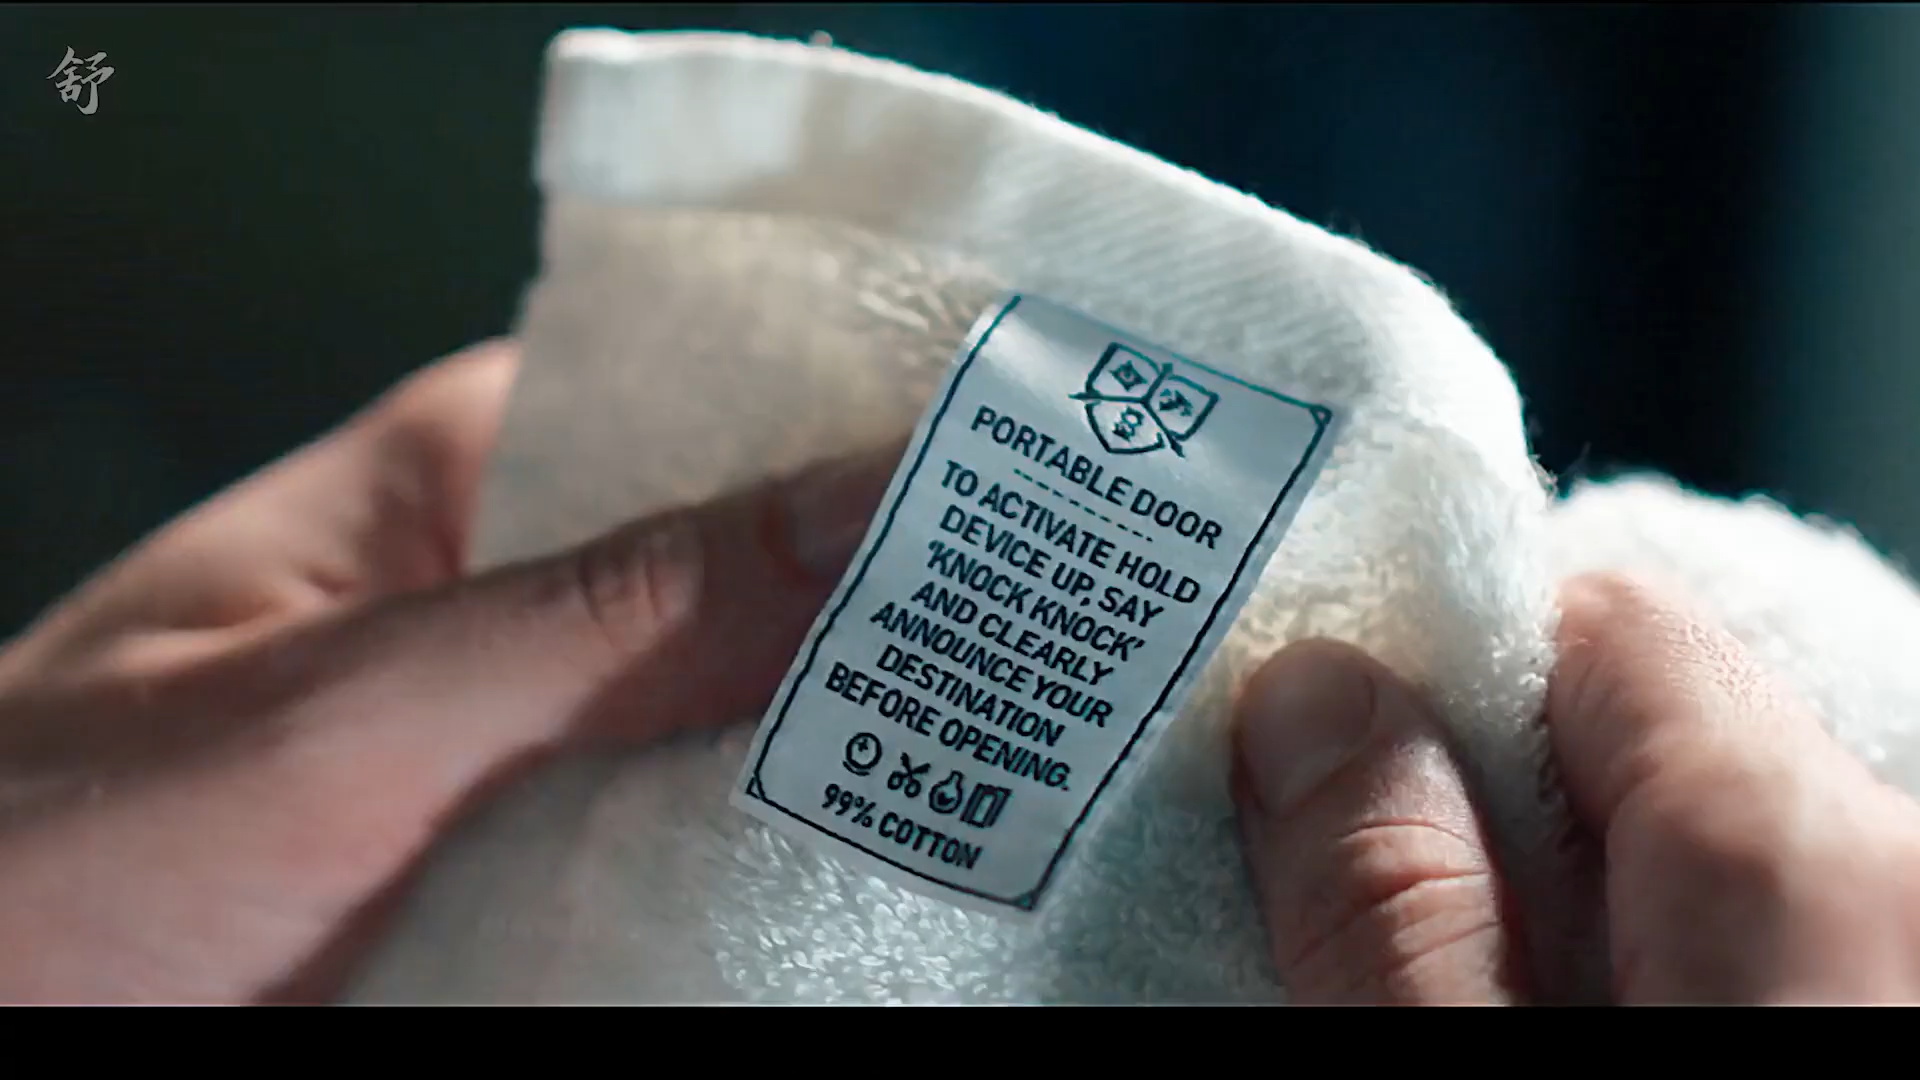 舒
PORTABLE DOOR
TO ACTIVATE HOLD
DEVICE UP, SAY
'KNOCK KNOCK'
AND CLEARLY
ANNOUNCE YOUR
DESTINATION
BEFORE OPENING.
99% COTTON